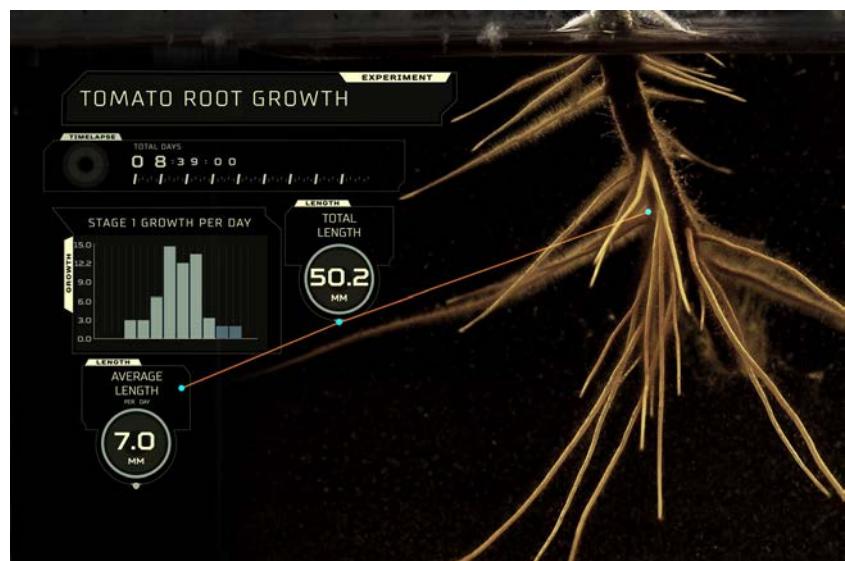 EXPERIMENT
TOMATO ROOT GROWTH
TIMELAPSE
TOTAL DAYS
08:39:00
STAGE 1 GROWTH PER DAY
GROWTH
15.0
12.2
9.0
6.0
3.0
0.0
LENGTH
TOTAL
LENGTH
50.2
MM
LENGTH
AVERAGE
LENGTH
PER DAY
7.0
MM